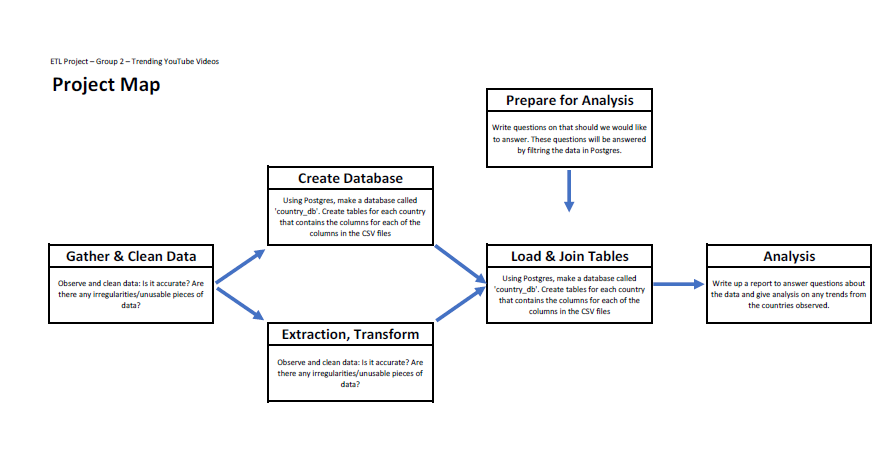 ETL Project – Group 2 – Trending YouTube Videos
Project Map
Prepare for Analysis
Write questions on that should we would like
to answer. These questions will be answered
by filtring the data in Postgres.
Create Database
Using Postgres, make a database called
'country_db'. Create tables for each country
that contains the columns for each of the
columns in the CSV files
Gather & Clean Data
Observe and clean data: Is it accurate? Are
there any irregularities/unusable pieces of
data?
Extraction, Transform
Observe and clean data: Is it accurate? Are
there any irregularities/unusable pieces of
data?
Load & Join Tables
Using Postgres, make a database called
'country_db'. Create tables for each country
that contains the columns for each of the
columns in the CSV files
Analysis
Write up a report to answer questions about
the data and give analysis on any trends from
the countries observed.